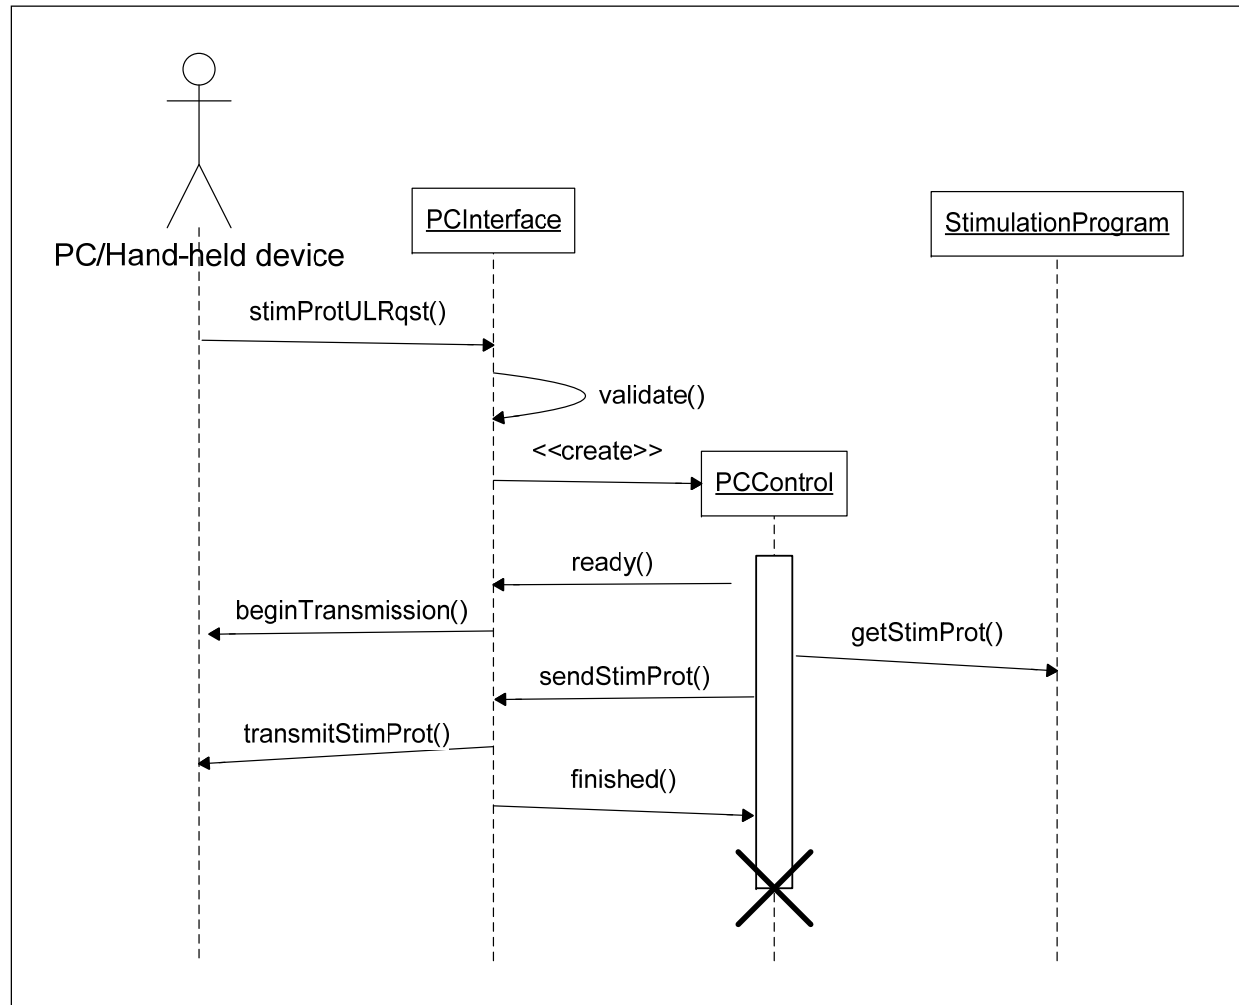 PCInterface
StimulationProgram
PC/Hand-held device
stimProtULRqst()
validate()
<<create>>
PCControl
ready()
beginTransmission()
getStimProt()
sendStimProt()
transmitStimProt()
finished()